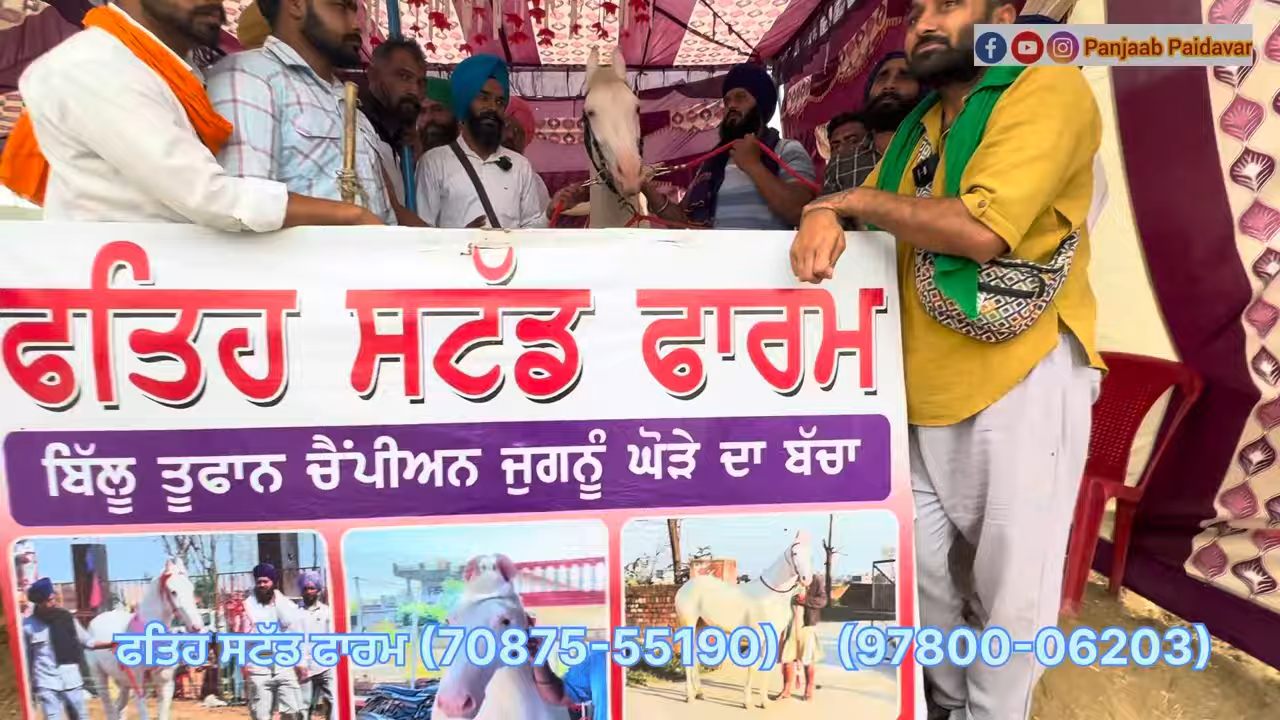 Panjaab Paidavar
ਫਤਿਹ ਸਟੱਡ ਫਾਰਮ
ਬਿੱਲੂ ਤੂਫਾਨ ਚੈਂਪੀਅਨ ਜੁਗਨੂੰ ਘੋੜੇ ਦਾ ਬੱਚਾ
ਫਤਿਹ ਸਟੱਡ ਫਾਰਮ (70875-55190) (97800-06203)